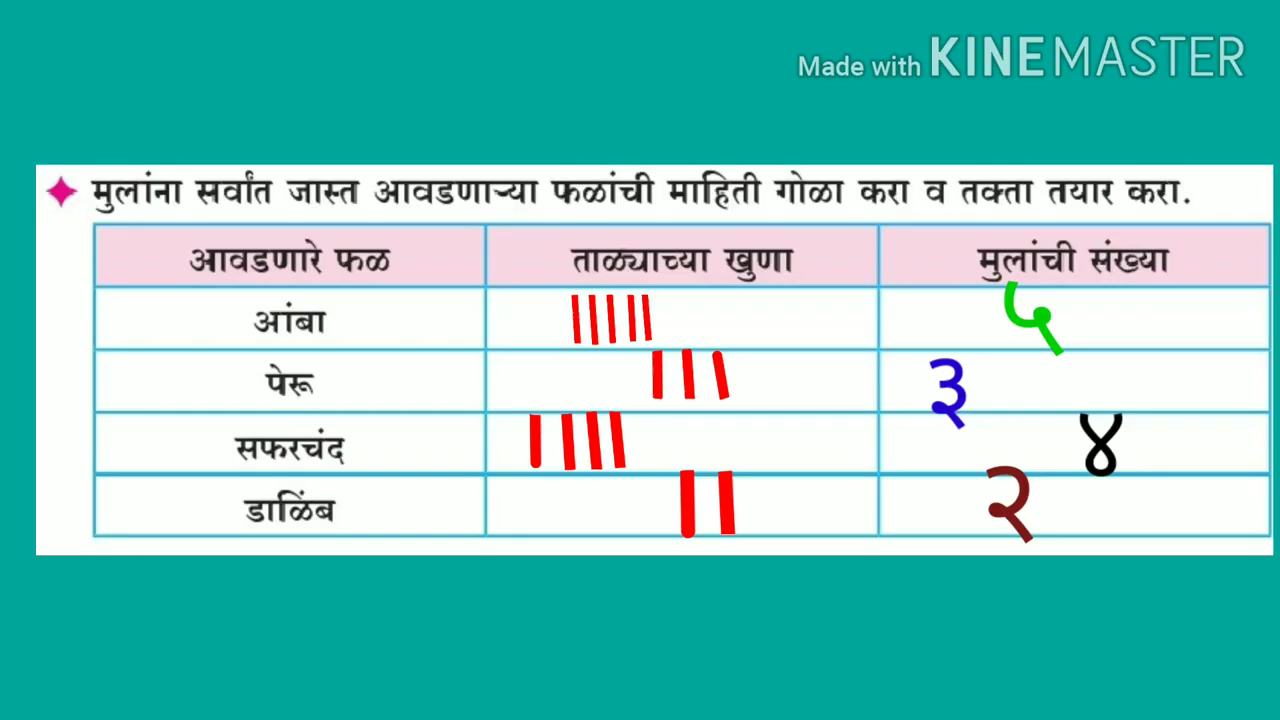 Made with KINEMASTER
मुलांना सर्वांत जास्त आवडणाऱ्या फळांची माहिती गोळा करा व तक्ता तयार करा.
आवडणारे फळ ताळ्याच्या खुणा मुलांची संख्या
आंबा ||||| ५
पेरू ||| ३
सफरचंद |||| ४
डाळिंब || २